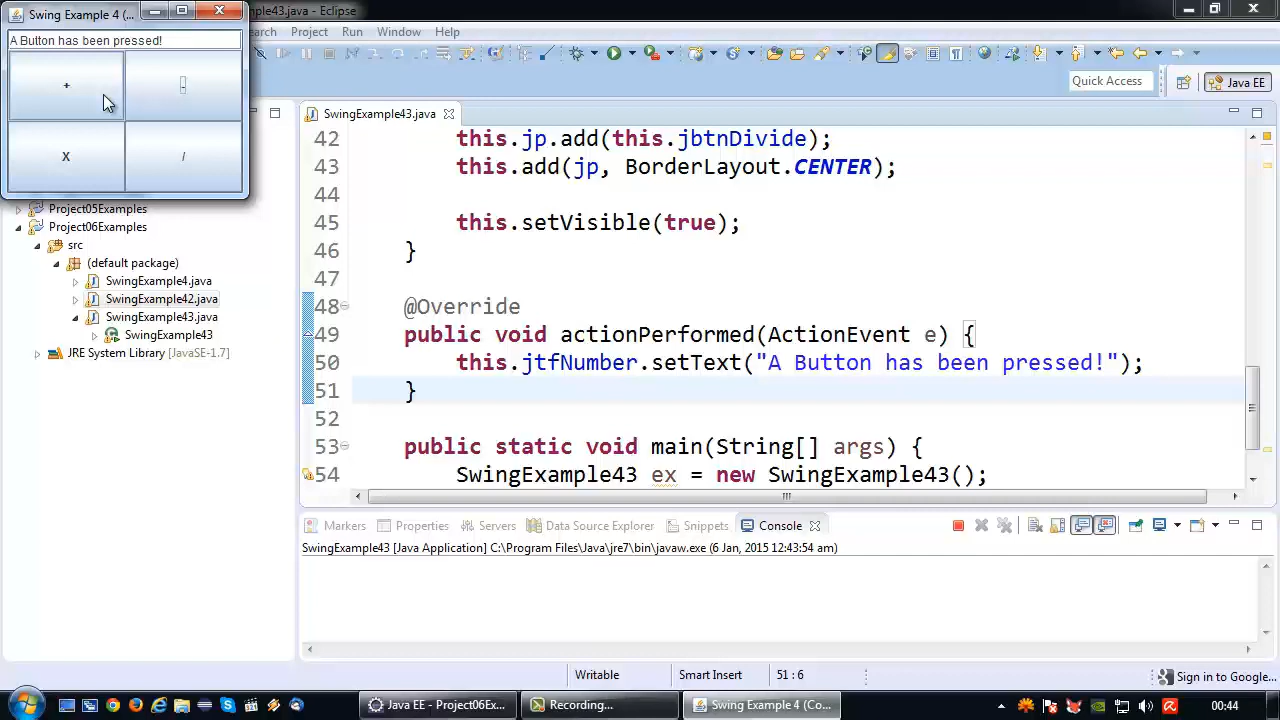 Swing Example 4 (...
mple43.java - Eclipse
A Button has been pressed!
+
-
X
/
earch Project Run Window Help
Quick Access
Java EE
SwingExample43.java
42 this.jp.add(this.jbtnDivide);
43 this.add(jp, BorderLayout.CENTER);
44
45 this.setVisible(true);
46 }
47
48 @Override
49 public void actionPerformed(ActionEvent e) {
50 this.jtfNumber.setText("A Button has been pressed!");
51 }
52
53 public static void main(String[] args) {
54 SwingExample43 ex = new SwingExample43();
Project05Examples
Project06Examples
src
(default package)
SwingExample4.java
SwingExample42.java
SwingExample43.java
SwingExample43
JRE System Library [JavaSE-1.7]
Markers Properties Servers Data Source Explorer Snippets Console
SwingExample43 [Java Application] C:\Program Files\Java\jre7\bin\javaw.exe (6 Jan, 2015 12:43:54 am)
Writable Smart Insert 51 : 6
Sign in to Google...
Java EE - Project06Ex...
Recording...
Swing Example 4 (Co...
00:44